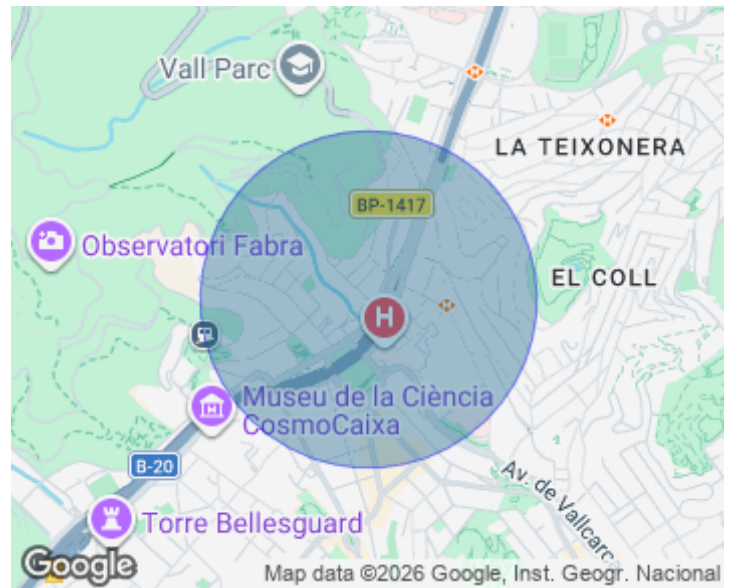 Vall Parc
LA TEIXONERA
BP-1417
Observatori Fabra
EL COLL
H
Museu de la Ciència
CosmoCaixa
B-20
Av. de Vallcarca
Torre Bellesguard
Google
Map data ©2026 Google, Inst. Geogr. Nacional